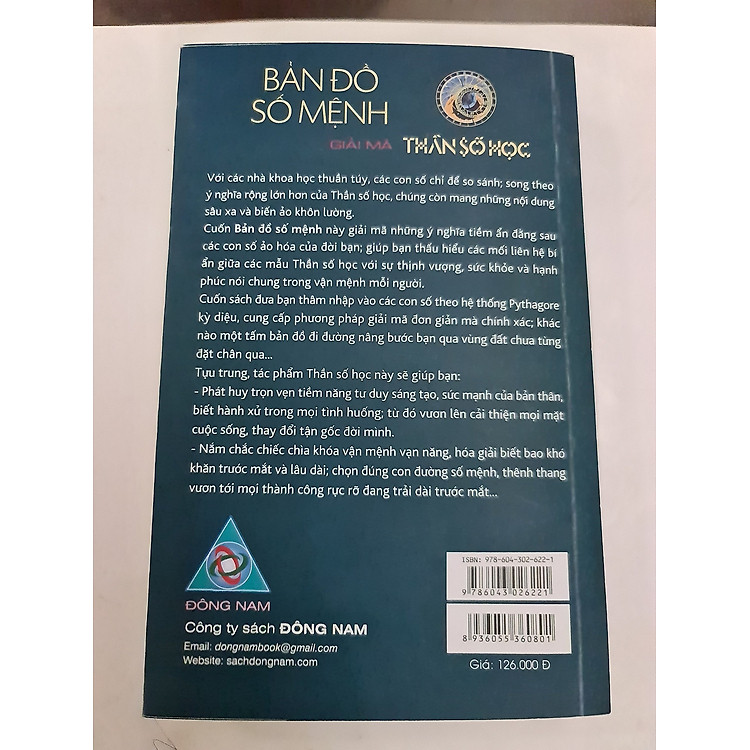 BẢN ĐỒ
SỐ MỆNH
GIẢI MÃ THẦN SỐ HỌC
Với các nhà khoa học thuần túy, các con số chỉ để so sánh; song theo
ý nghĩa rộng lớn hơn của Thần số học, chúng còn mang những nội dung
sâu xa và biến ảo khôn lường.
Cuốn Bản đồ số mệnh này giải mã những ý nghĩa tiềm ẩn đằng sau
các con số ảo hóa của đời bạn; giúp bạn thấu hiểu các mối liên hệ bí
ẩn giữa các mẫu Thần số học với sự thịnh vượng, sức khỏe và hạnh
phúc nói chung trong vận mệnh mỗi người.
Cuốn sách đưa bạn thâm nhập vào các con số theo hệ thống Pythagore
kỳ diệu, cung cấp phương pháp giải mã đơn giản mà chính xác; khác
nào một tấm bản đồ đi đường nâng bước bạn qua vùng đất chưa từng
đặt chân qua...
Tựu trung, tác phẩm Thần số học này sẽ giúp bạn:
- Phát huy trọn vẹn tiềm năng tư duy sáng tạo, sức mạnh của bản thân,
biết hành xử trong mọi tình huống; từ đó vươn lên cải thiện mọi mặt
cuộc sống, thay đổi tận gốc đời mình.
- Nắm chắc chiếc chìa khóa vận mệnh vạn năng, hóa giải biết bao khó
khăn trước mắt và lâu dài; chọn đúng con đường số mệnh, thênh thang
vươn tới mọi thành công rực rỡ đang trải dài trước mắt...
ĐÔNG NAM
Công ty sách ĐÔNG NAM
Email: dongnambook@gmail.com
Website: sachdongnam.com
ISBN: 978-604-302-622-1
9 786043 026221
8 936055 360801
Giá: 126.000 Đ